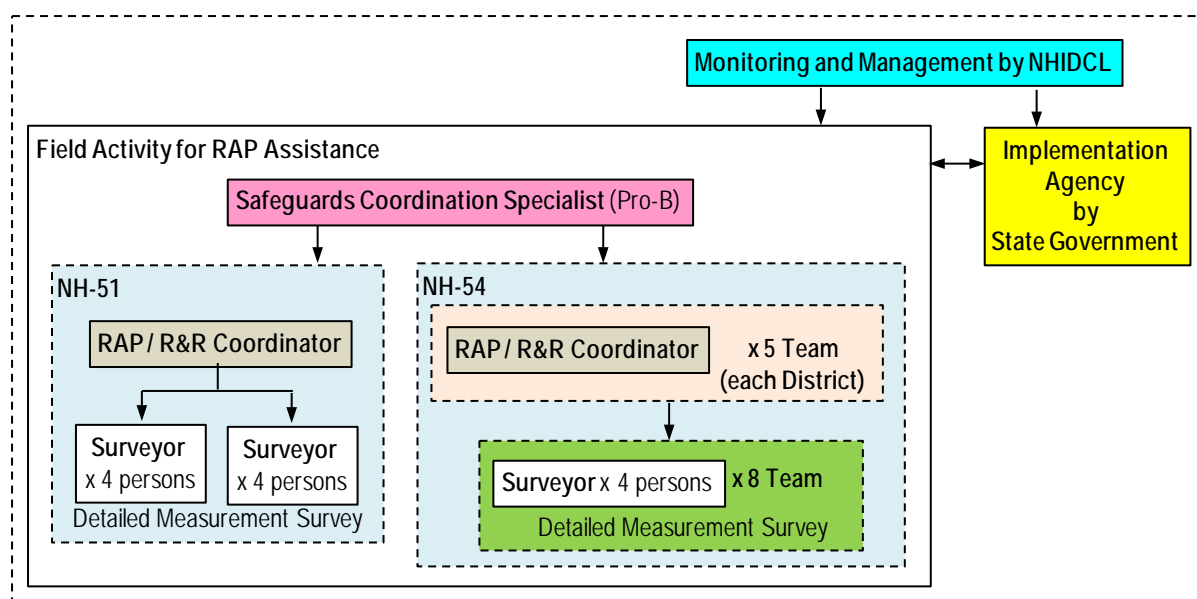 Monitoring and Management by NHIDCL
Field Activity for RAP Assistance
Implementation
Agency
by
State Government
Safeguards Coordination Specialist (Pro-B)
NH-51
RAP / R&R Coordinator
Surveyor
x 4 persons
Surveyor
x 4 persons
Detailed Measurement Survey
NH-54
RAP / R&R Coordinator
x 5 Team
(each District)
Surveyor x 4 persons
x 8 Team
Detailed Measurement Survey